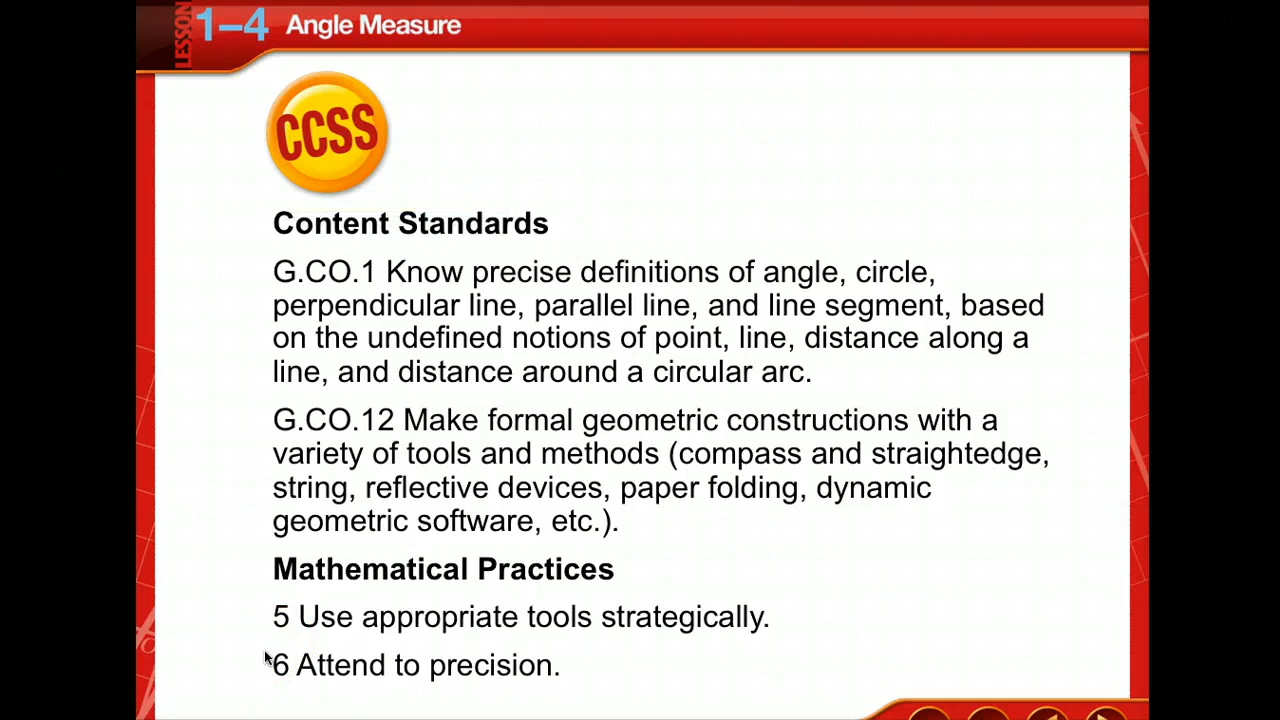 LESSON 1–4 Angle Measure
CCSS
Content Standards
G.CO.1 Know precise definitions of angle, circle,
perpendicular line, parallel line, and line segment, based
on the undefined notions of point, line, distance along a
line, and distance around a circular arc.
G.CO.12 Make formal geometric constructions with a
variety of tools and methods (compass and straightedge,
string, reflective devices, paper folding, dynamic
geometric software, etc.).
Mathematical Practices
5 Use appropriate tools strategically.
6 Attend to precision.